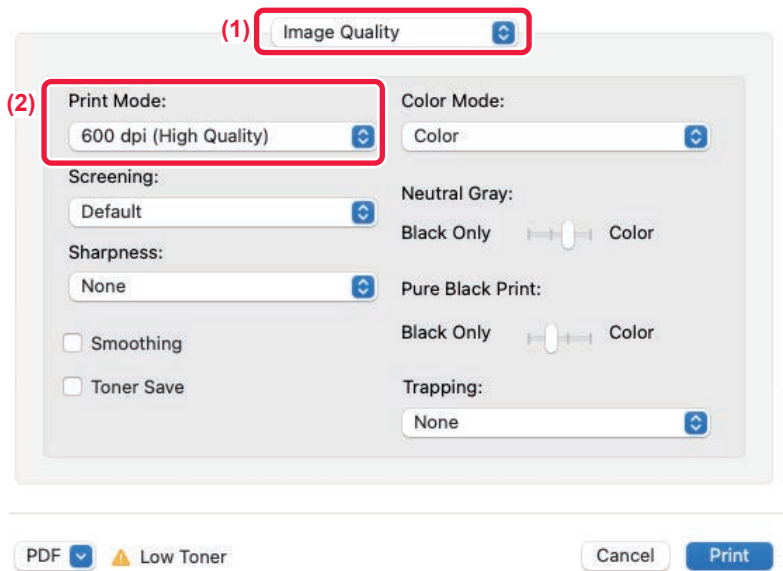 (1) Image Quality
(2) Print Mode:
600 dpi (High Quality)
Screening:
Default
Sharpness:
None
Smoothing
Toner Save
Color Mode:
Color
Neutral Gray:
Black Only Color
Pure Black Print:
Black Only Color
Trapping:
None
PDF Low Toner Cancel Print